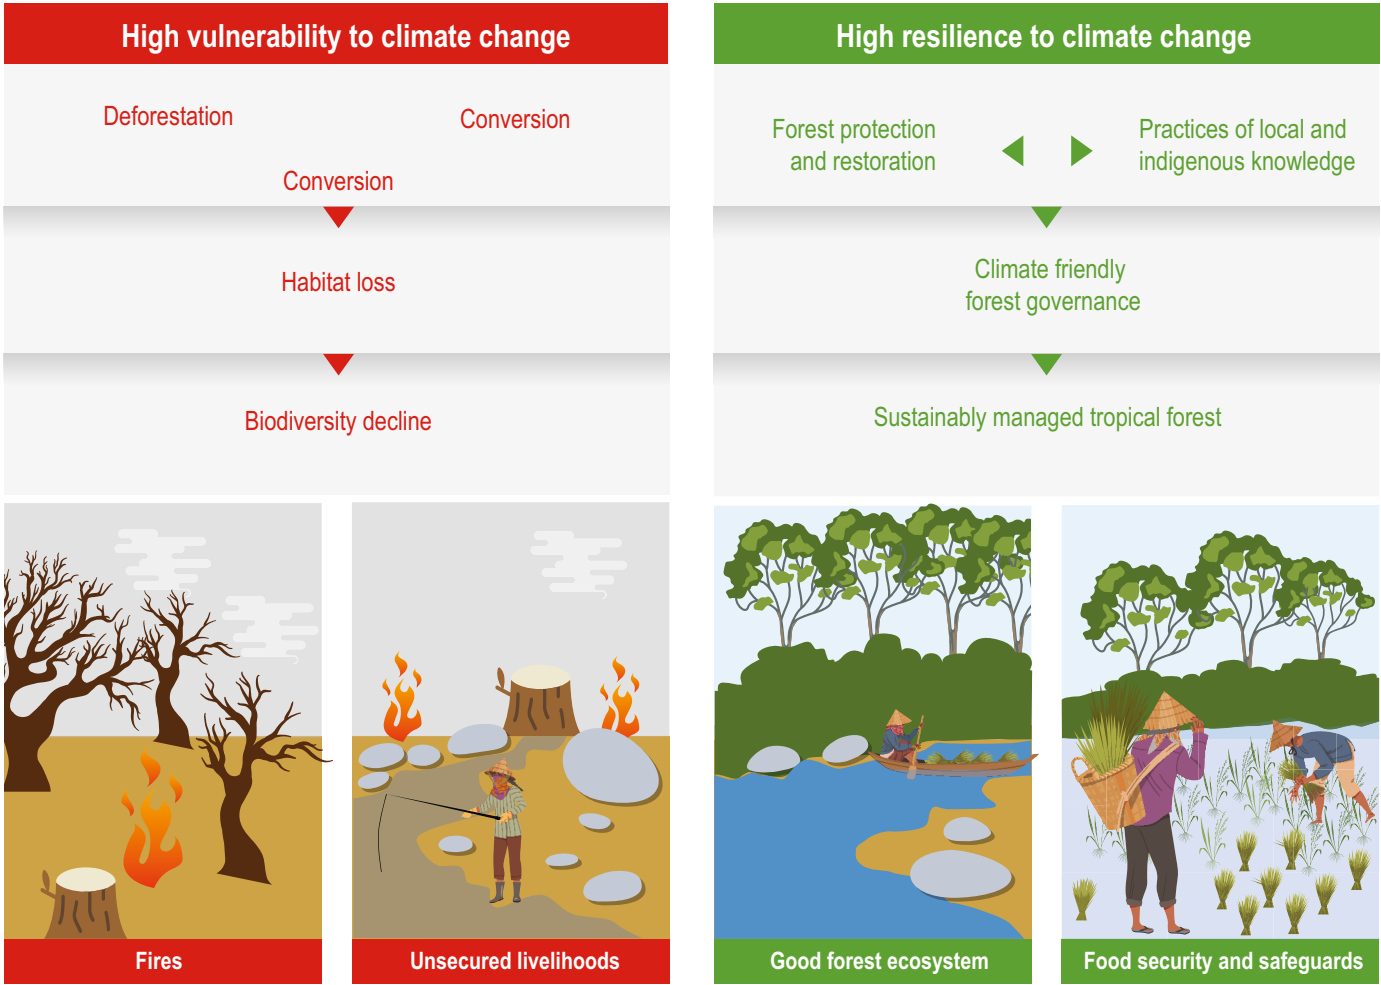 High vulnerability to climate change
Deforestation
Conversion
Conversion
Habitat loss
Biodiversity decline
Fires
Unsecured livelihoods
High resilience to climate change
Forest protection
and restoration
Practices of local and
indigenous knowledge
Climate friendly
forest governance
Sustainably managed tropical forest
Good forest ecosystem
Food security and safeguards